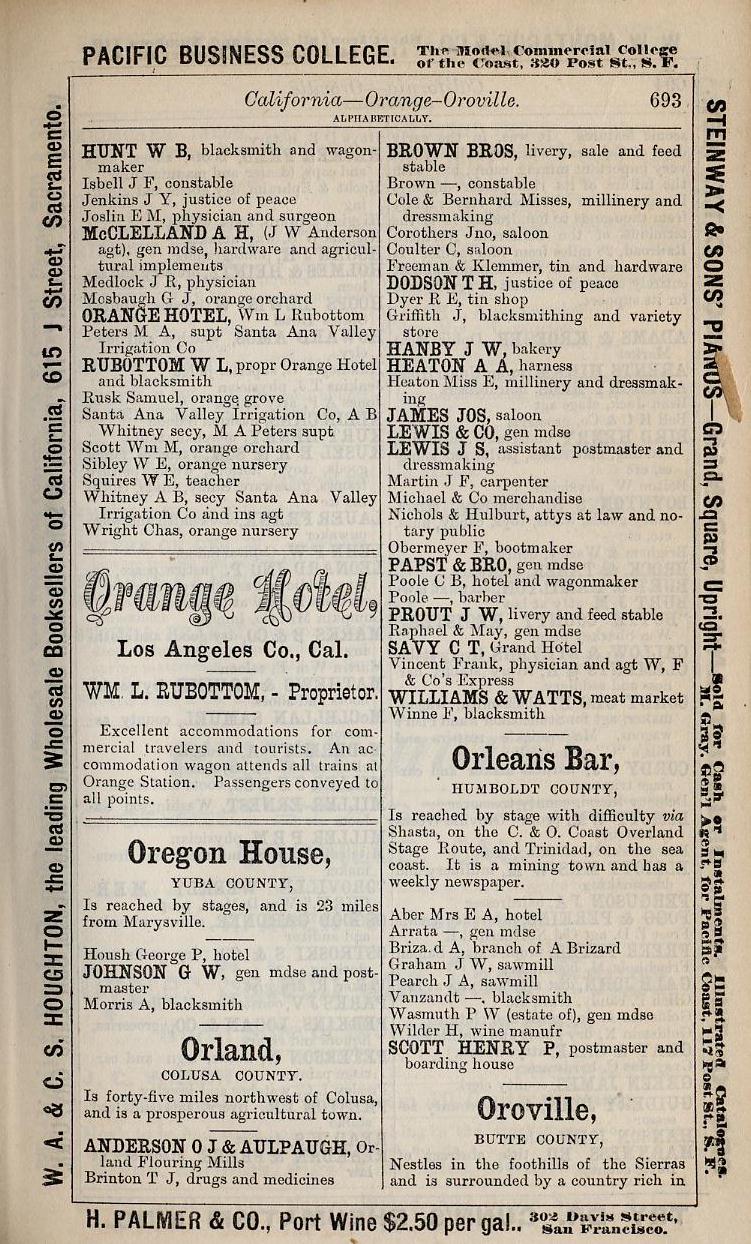 PACIFIC BUSINESS COLLEGE. The Model Commercial College
of the Coast, 320 Post St., S. F.
California—Orange-Oroville. 693
ALPHABETICALLY.
HUNT W B, blacksmith and wagon-
maker
Isbell J F, constable
Jenkins J Y, justice of peace
Joslin E M, physician and surgeon
McCLELLAND A H, (J W Anderson
agt), gen mdse, hardware and agricul-
tural implements
Medlock J R, physician
Mosbaugh G J, orange orchard
ORANGE HOTEL, Wm L Rubottom
Peters M A, supt Santa Ana Valley
Irrigation Co
RUBOTTOM W L, propr Orange Hotel
and blacksmith
Rusk Samuel, orange grove
Santa Ana Valley Irrigation Co, A B
Whitney secy, M A Peters supt
Scott Wm M, orange orchard
Sibley W E, orange nursery
Squires W E, teacher
Whitney A B, secy Santa Ana Valley
Irrigation Co and ins agt
Wright Chas, orange nursery
Orange Hotel,
Los Angeles Co., Cal.
WM. L. RUBOTTOM, - Proprietor.
Excellent accommodations for com-
mercial travelers and tourists. An ac-
commodation wagon attends all trains at
Orange Station. Passengers conveyed to
all points.
Oregon House,
YUBA COUNTY,
Is reached by stages, and is 23 miles
from Marysville.
Housh George P, hotel
JOHNSON G W, gen mdse and post-
master
Morris A, blacksmith
Orland,
COLUSA COUNTY.
Is forty-five miles northwest of Colusa,
and is a prosperous agricultural town.
ANDERSON O J & AULPAUGH, Or-
land Flouring Mills
Brinton T J, drugs and medicines
BROWN BROS, livery, sale and feed
stable
Brown —, constable
Cole & Bernhard Misses, millinery and
dressmaking
Corothers Jno, saloon
Coulter C, saloon
Freeman & Klemmer, tin and hardware
DODSON T H, justice of peace
Dyer R E, tin shop
Griffith J, blacksmithing and variety
store
HANBY J W, bakery
HEATON A A, harness
Heaton Miss E, millinery and dressmak-
ing
JAMES JOS, saloon
LEWIS & CO, gen mdse
LEWIS J S, assistant postmaster and
dressmaking
Martin J F, carpenter
Michael & Co merchandise
Nichols & Hulburt, attys at law and no-
tary public
Obermeyer F, bootmaker
PAPST & BRO, gen mdse
Poole C B, hotel and wagonmaker
Poole —, barber
PROUT J W, livery and feed stable
Raphael & May, gen mdse
SAVY C T, Grand Hotel
Vincent Frank, physician and agt W, F
& Co's Express
WILLIAMS & WATTS, meat market
Winne F, blacksmith
Orleans Bar,
HUMBOLDT COUNTY,
Is reached by stage with difficulty via
Shasta, on the C. & O. Coast Overland
Stage Route, and Trinidad, on the sea
coast. It is a mining town and has a
weekly newspaper.
Aber Mrs E A, hotel
Arrata —, gen mdse
Briza.d A, branch of A Brizard
Graham J W, sawmill
Pearch J A, sawmill
Vanzandt —, blacksmith
Wasmuth P W (estate of), gen mdse
Wilder H, wine manufr
SCOTT HENRY P, postmaster and
boarding house
Oroville,
BUTTE COUNTY,
Nestles in the foothills of the Sierras
and is surrounded by a country rich in
H. PALMER & CO., Port Wine $2.50 per gal.. 302 Davis Street,
San Francisco.
W. A. & C. S. HOUGHTON, the leading Wholesale Booksellers of California, 615 J Street, Sacramento.
STEINWAY & SONS' PIANOS—Grand, Square, Upright—Sold for Cash or Instalments. Illustrated Catalogues.
M. Gray, Gen'l Agent, for Pacific Coast, 117 Post St., S. F.